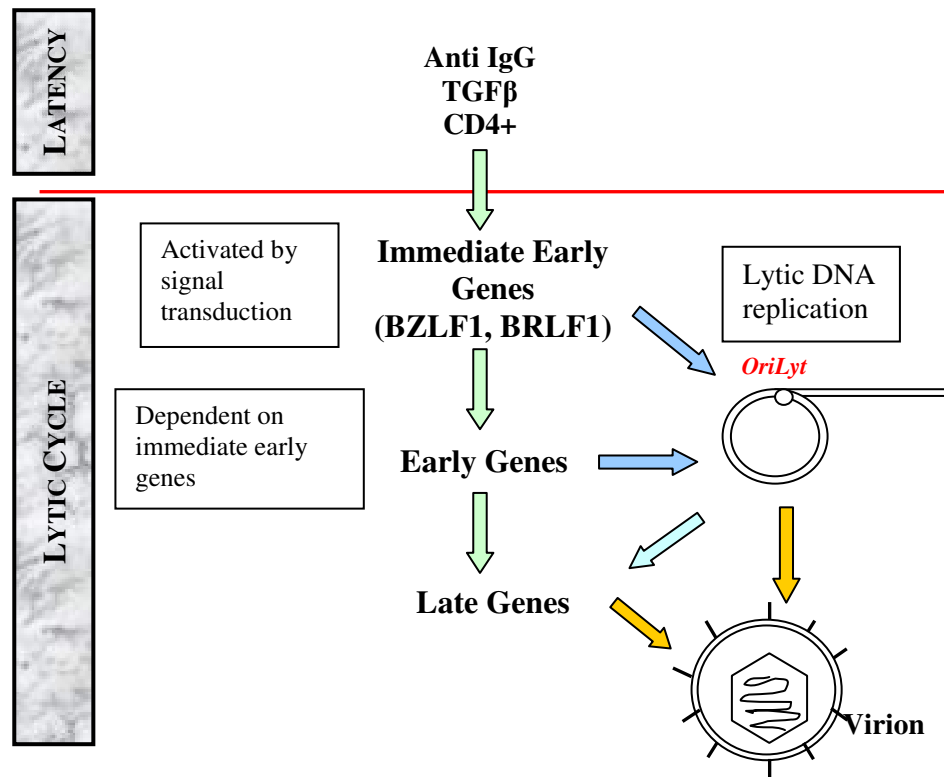 LATENCY
Anti IgG
TGFβ
CD4+
LYTIC CYCLE
Activated by
signal
transduction
Immediate Early
Genes
(BZLF1, BRLF1)
Lytic DNA
replication
OriLyt
Dependent on
immediate early
genes
Early Genes
Late Genes
Virion